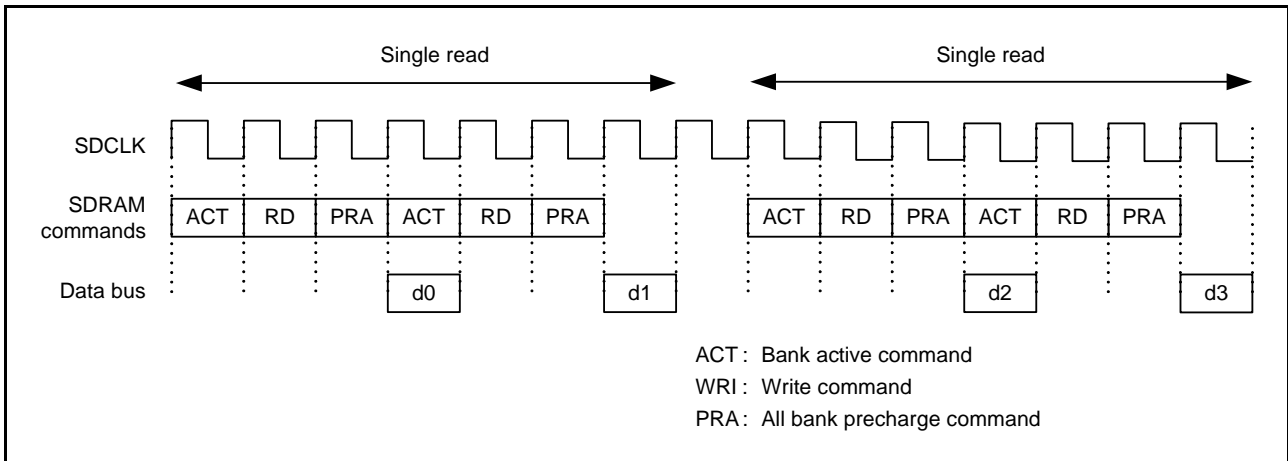 Single read Single read
SDCLK
SDRAM
commands
ACT RD PRA ACT RD PRA ACT RD PRA ACT RD PRA
Data bus
d0 d1 d2 d3
ACT : Bank active command
WRI : Write command
PRA : All bank precharge command